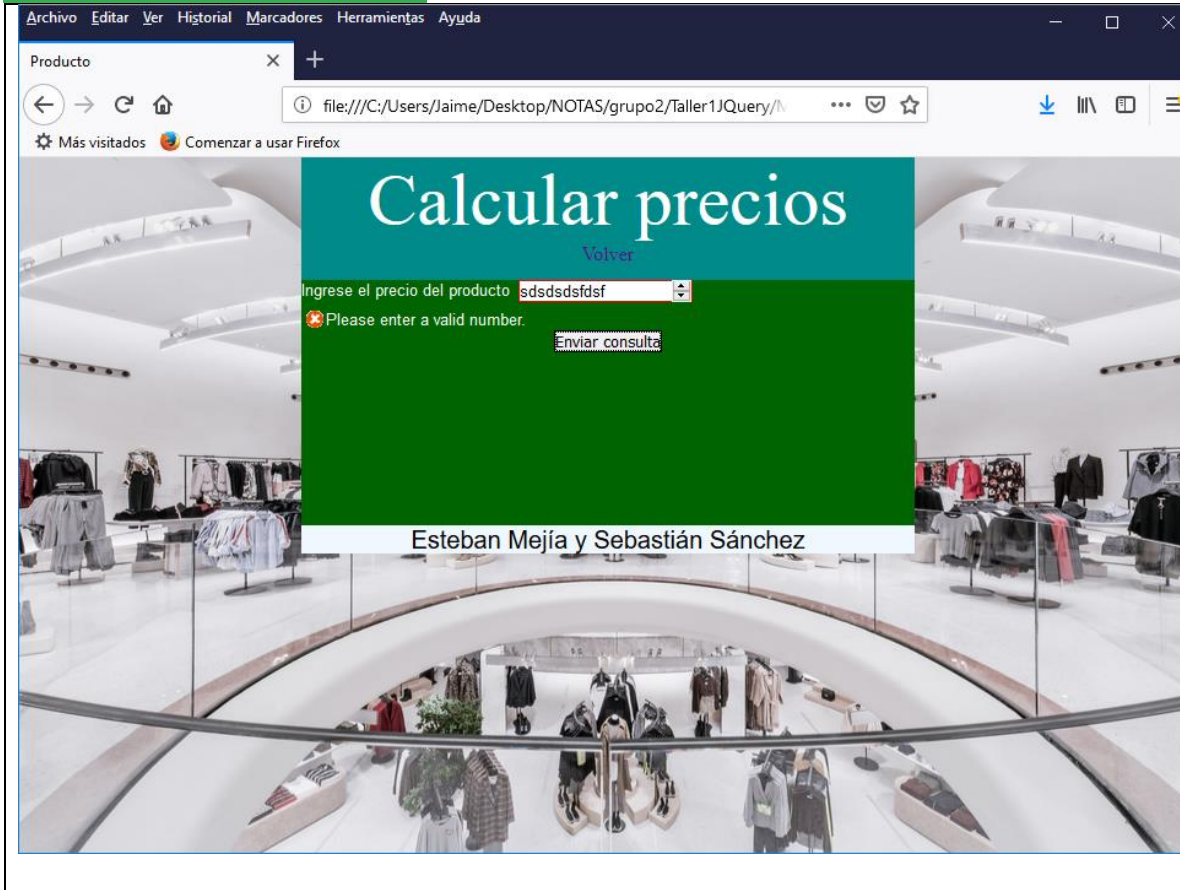 Archivo Editar Ver Historial Marcadores Herramientas Ayuda
Producto
file:///C:/Users/Jaime/Desktop/NOTAS/grupo2/Taller1JQuery/
Más visitados Comenzar a usar Firefox
Calcular precios
Volver
Ingrese el precio del producto sdsdsdsfdsf
Please enter a valid number.
Enviar consulta
Esteban Mejía y Sebastián Sánchez